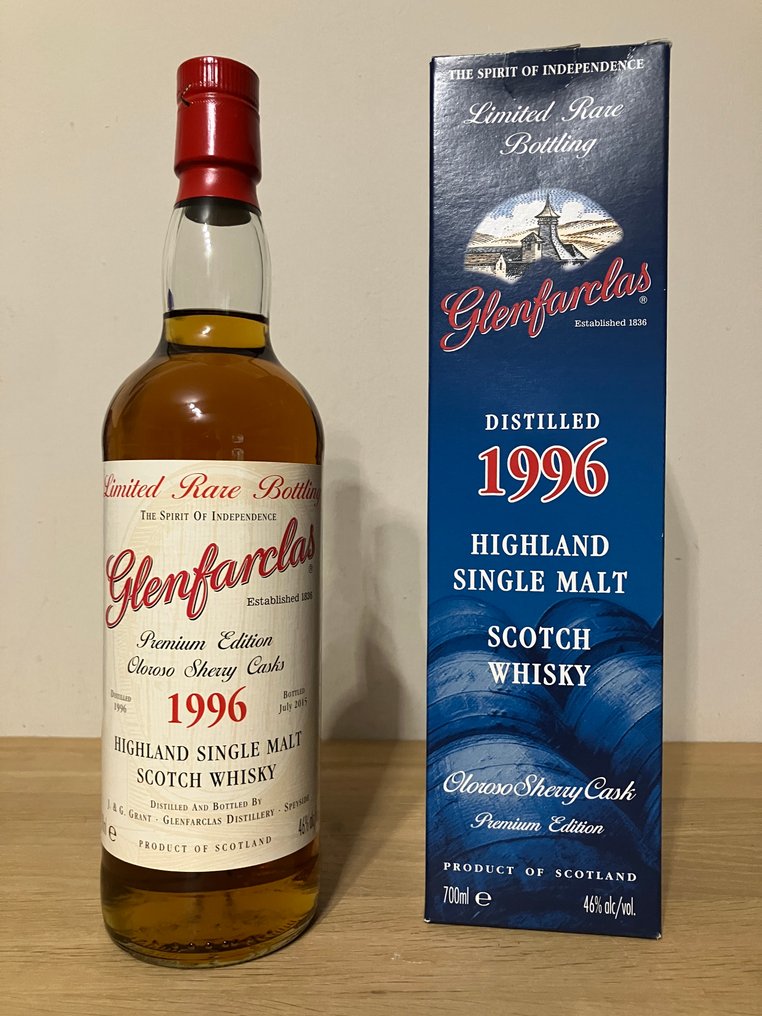 Limited Rare Bottling
THE SPIRIT OF INDEPENDENCE
Glenfarclas®
Established 1836
Premium Edition
Oloroso Sherry Casks
DISTILLED
1996
1996
BOTTLED
July 2015
HIGHLAND SINGLE MALT
SCOTCH WHISKY
DISTILLED AND BOTTLED BY
J. & G. GRANT · GLENFARCLAS DISTILLERY · SPEYSIDE
e
46%
PRODUCT OF SCOTLAND
THE SPIRIT OF INDEPENDENCE
Limited Rare
Bottling
Glenfarclas®
Established 1836
DISTILLED
1996
HIGHLAND
SINGLE MALT
SCOTCH
WHISKY
Oloroso Sherry Cask
Premium Edition
PRODUCT OF SCOTLAND
700ml e
46% alc/vol.